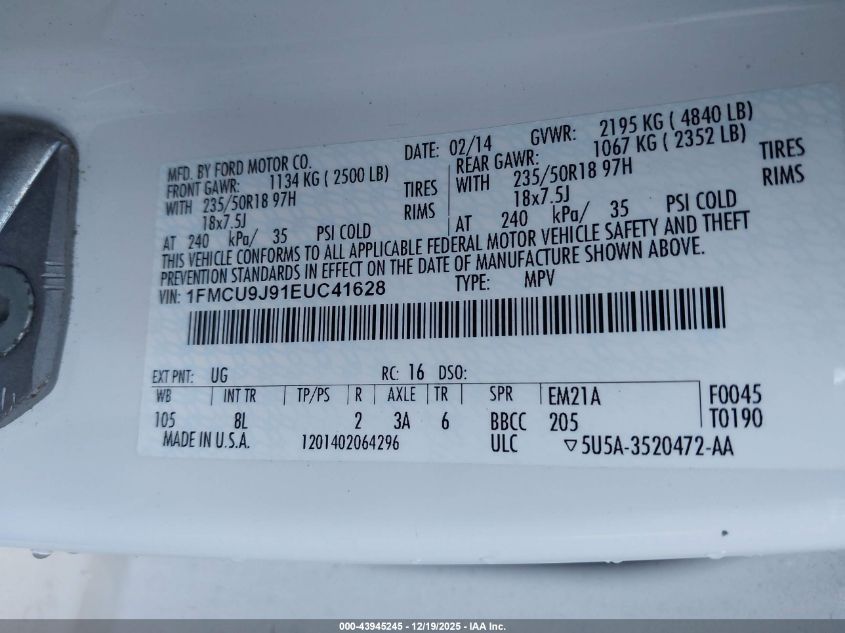 MFD. BY FORD MOTOR CO. DATE: 02/14 GVWR: 2195 KG ( 4840 LB)
FRONT GAWR: 1134 KG ( 2500 LB) REAR GAWR: 1067 KG ( 2352 LB)
WITH 235/50R18 97H TIRES WITH 235/50R18 97H TIRES
18x7.5J RIMS 18x7.5J RIMS
AT 240 kPa/ 35 PSI COLD AT 240 kPa/ 35 PSI COLD
THIS VEHICLE CONFORMS TO ALL APPLICABLE FEDERAL MOTOR VEHICLE SAFETY AND THEFT
PREVENTION STANDARDS IN EFFECT ON THE DATE OF MANUFACTURE SHOWN ABOVE.
VIN: 1FMCU9J91EUC41628 TYPE: MPV
EXT PNT: UG RC: 16 DSO:
WB INT TR TP/PS R AXLE TR SPR EM21A F0045
105 8L 2 3A 6 BBCC 205 T0190
MADE IN U.S.A. 1201402064296 ULC ▽5U5A-3520472-AA
000-43945245 - 12/19/2025 - IAA Inc.